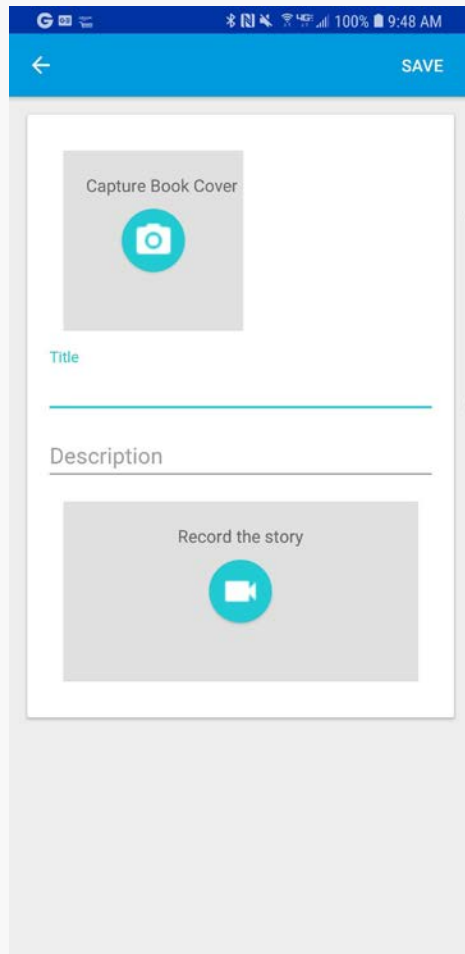 100% 9:48 AM
SAVE
Capture Book Cover
Title
Description
Record the story